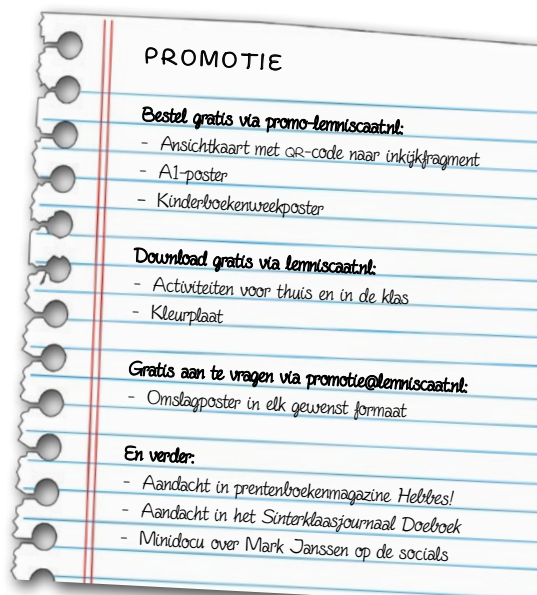 PROMOTIE
Bestel gratis via promo-lemniscaat.nl:
- Ansichtkaart met QR-code naar inkijkfragment
- A1-poster
- Kinderboekenweekposter
Download gratis via lemniscaat.nl:
- Activiteiten voor thuis en in de klas
- Kleurplaat
Gratis aan te vragen via promotie@lemniscaat.nl:
- Omslagposter in elk gewenst formaat
En verder:
- Aandacht in prentenboekenmagazine Hebbes!
- Aandacht in het Sinterklaasjournaal Doeboek
- Minidocu over Mark Janssen op de socials